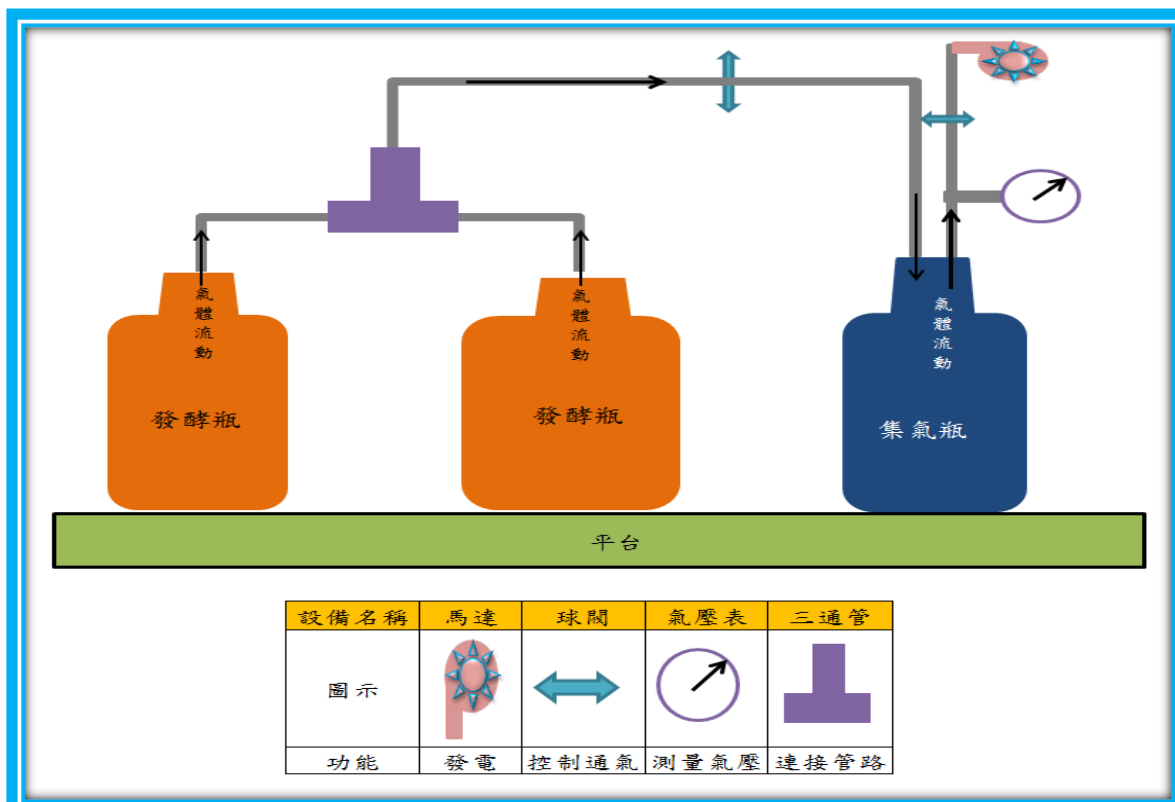 氣體流動
氣體流動
氣體流動
發酵瓶
發酵瓶
集氣瓶
平台
設備名稱 馬達 球閥 氣壓表 三通管
圖示
功能 發電 控制通氣 測量氣壓 連接管路